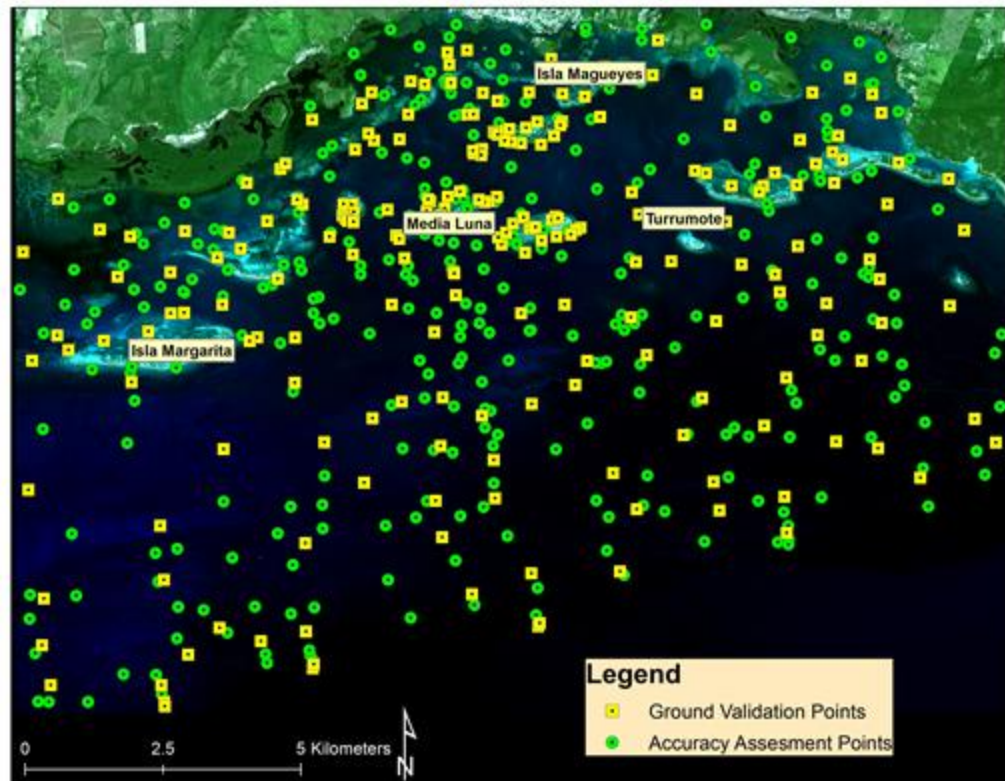 Isla Magueyes
Media Luna
Turrumote
Isla Margarita
Legend
Ground Validation Points
Accuracy Assesment Points
0 2.5 5 Kilometers
N